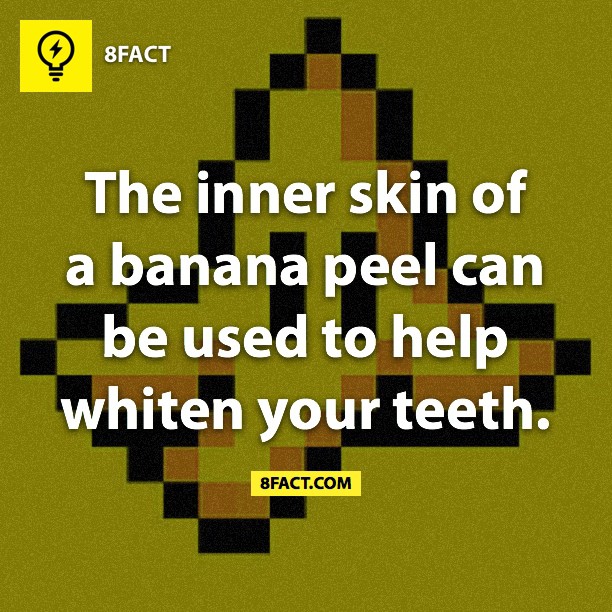 8FACT
The inner skin of
a banana peel can
be used to help
whiten your teeth.
8FACT.COM